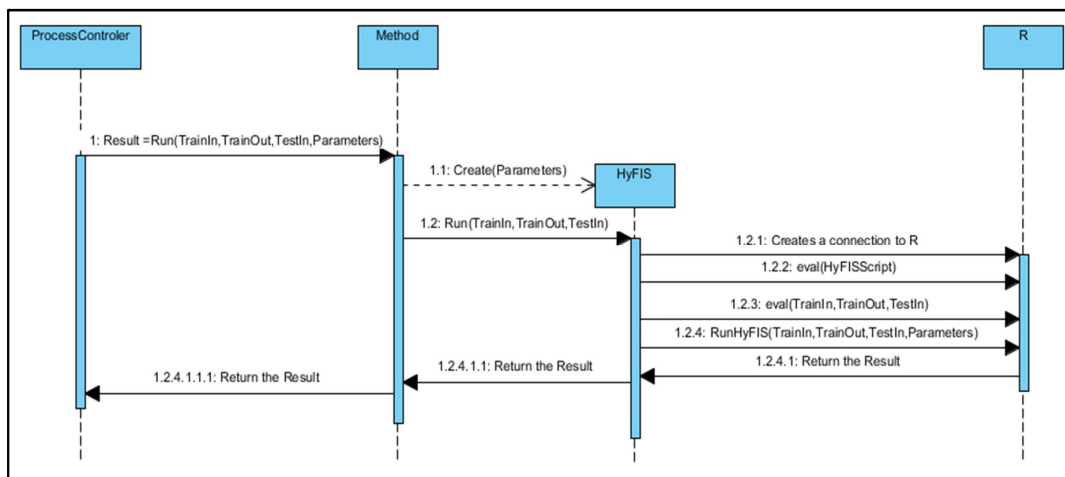 ProcessControler
Method
R
1: Result =Run(TrainIn,TrainOut,TestIn,Parameters)
1.1: Create(Parameters)
HyFIS
1.2: Run(TrainIn,TrainOut,TestIn)
1.2.1: Creates a connection to R
1.2.2: eval(HyFISScript)
1.2.3: eval(TrainIn,TrainOut,TestIn)
1.2.4: RunHyFIS(TrainIn,TrainOut,TestIn,Parameters)
1.2.4.1: Return the Result
1.2.4.1.1: Return the Result
1.2.4.1.1.1: Return the Result